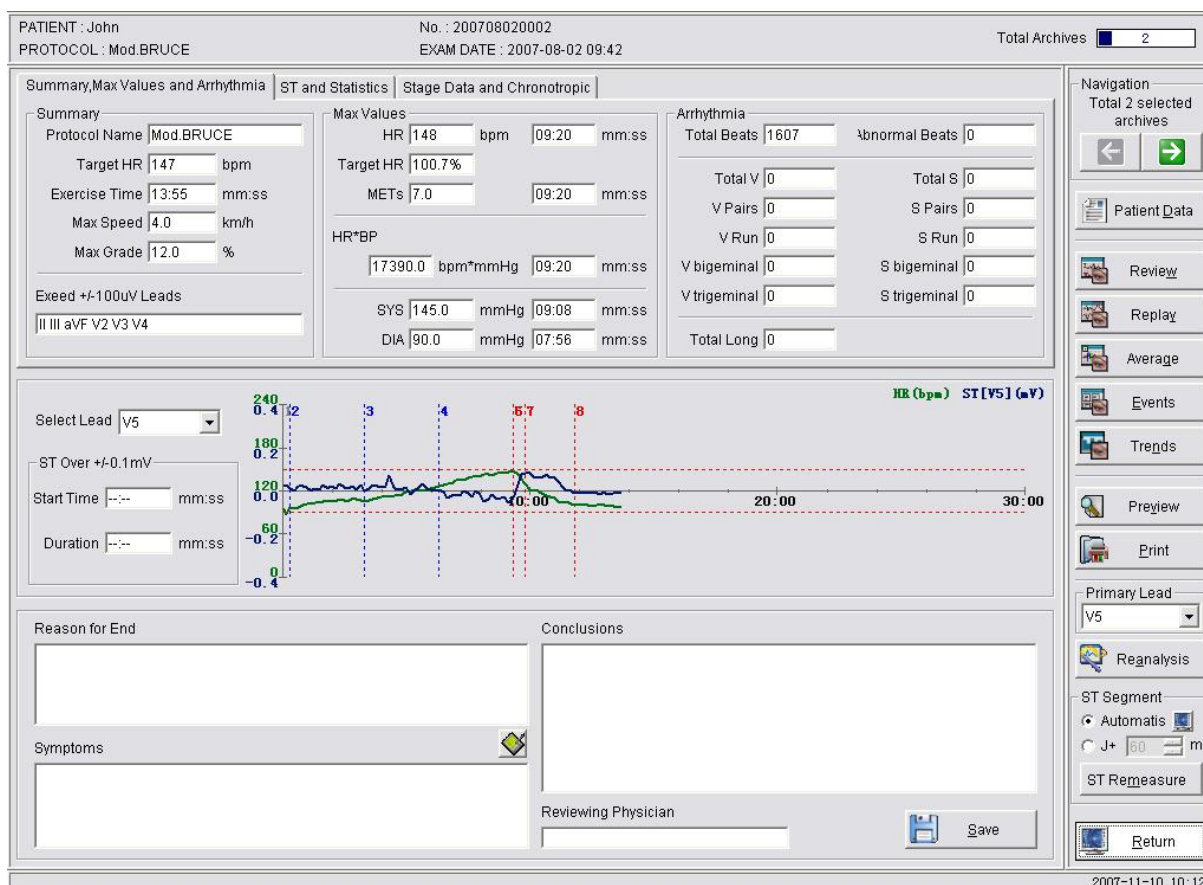 PATIENT : John No. : 200708020002
PROTOCOL : Mod.BRUCE EXAM DATE : 2007-08-02 09:42
Total Archives 2
Summary,Max Values and Arrhythmia ST and Statistics Stage Data and Chronotropic
Summary
Protocol Name Mod.BRUCE
Target HR 147 bpm
Exercise Time 13:55 mm:ss
Max Speed 4.0 km/h
Max Grade 12.0 %
Exeed +/-100uV Leads
II III aVF V2 V3 V4
Max Values
HR 148 bpm 09:20 mm:ss
Target HR 100.7%
METs 7.0 09:20 mm:ss
HR*BP
17390.0 bpm*mmHg 09:20 mm:ss
SYS 145.0 mmHg 09:08 mm:ss
DIA 90.0 mmHg 07:56 mm:ss
Arrhythmia
Total Beats 1607 Abnormal Beats 0
Total V 0 Total S 0
V Pairs 0 S Pairs 0
V Run 0 S Run 0
V bigeminal 0 S bigeminal 0
V trigeminal 0 S trigeminal 0
Total Long 0
Select Lead V5
ST Over +/-0.1mV
Start Time --:-- mm:ss
Duration --:-- mm:ss
HR(bpm) ST[V5](mV)
240
0.4 2 3 4 6 7 8
180
0.2
120
0.0 10:00 20:00 30:00
60
-0.2
0
-0.4
Reason for End
Symptoms
Conclusions
Reviewing Physician
Save
Navigation
Total 2 selected
archives
Patient Data
Review
Replay
Average
Events
Trends
Preview
Print
Primary Lead
V5
Reanalysis
ST Segment
Automatis
J+ 60 m
ST Remeasure
Return
2007-11-10 10:12